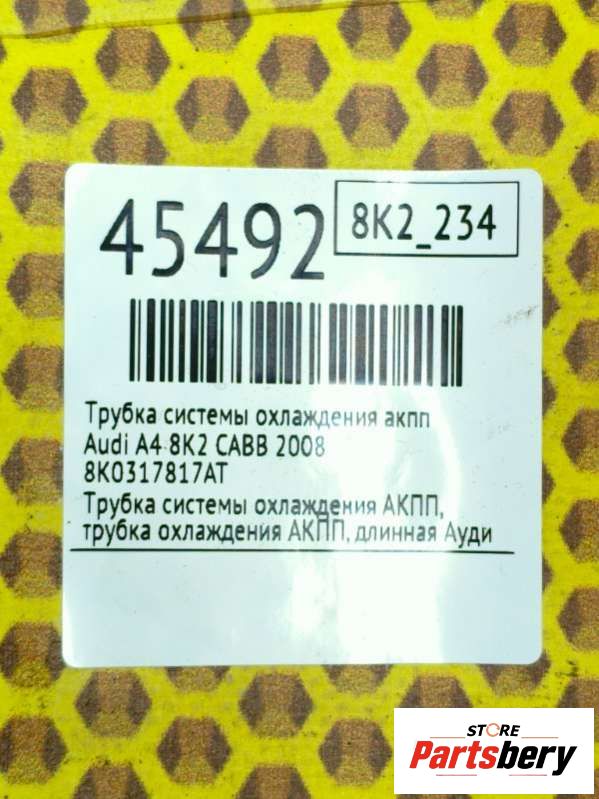 45492
8K2_234
Трубка системы охлаждения акпп
Audi A4 8K2 CABB 2008
8K0317817AT
Трубка системы охлаждения АКПП,
трубка охлаждения АКПП, длинная Ауди
STORE
Partsbery